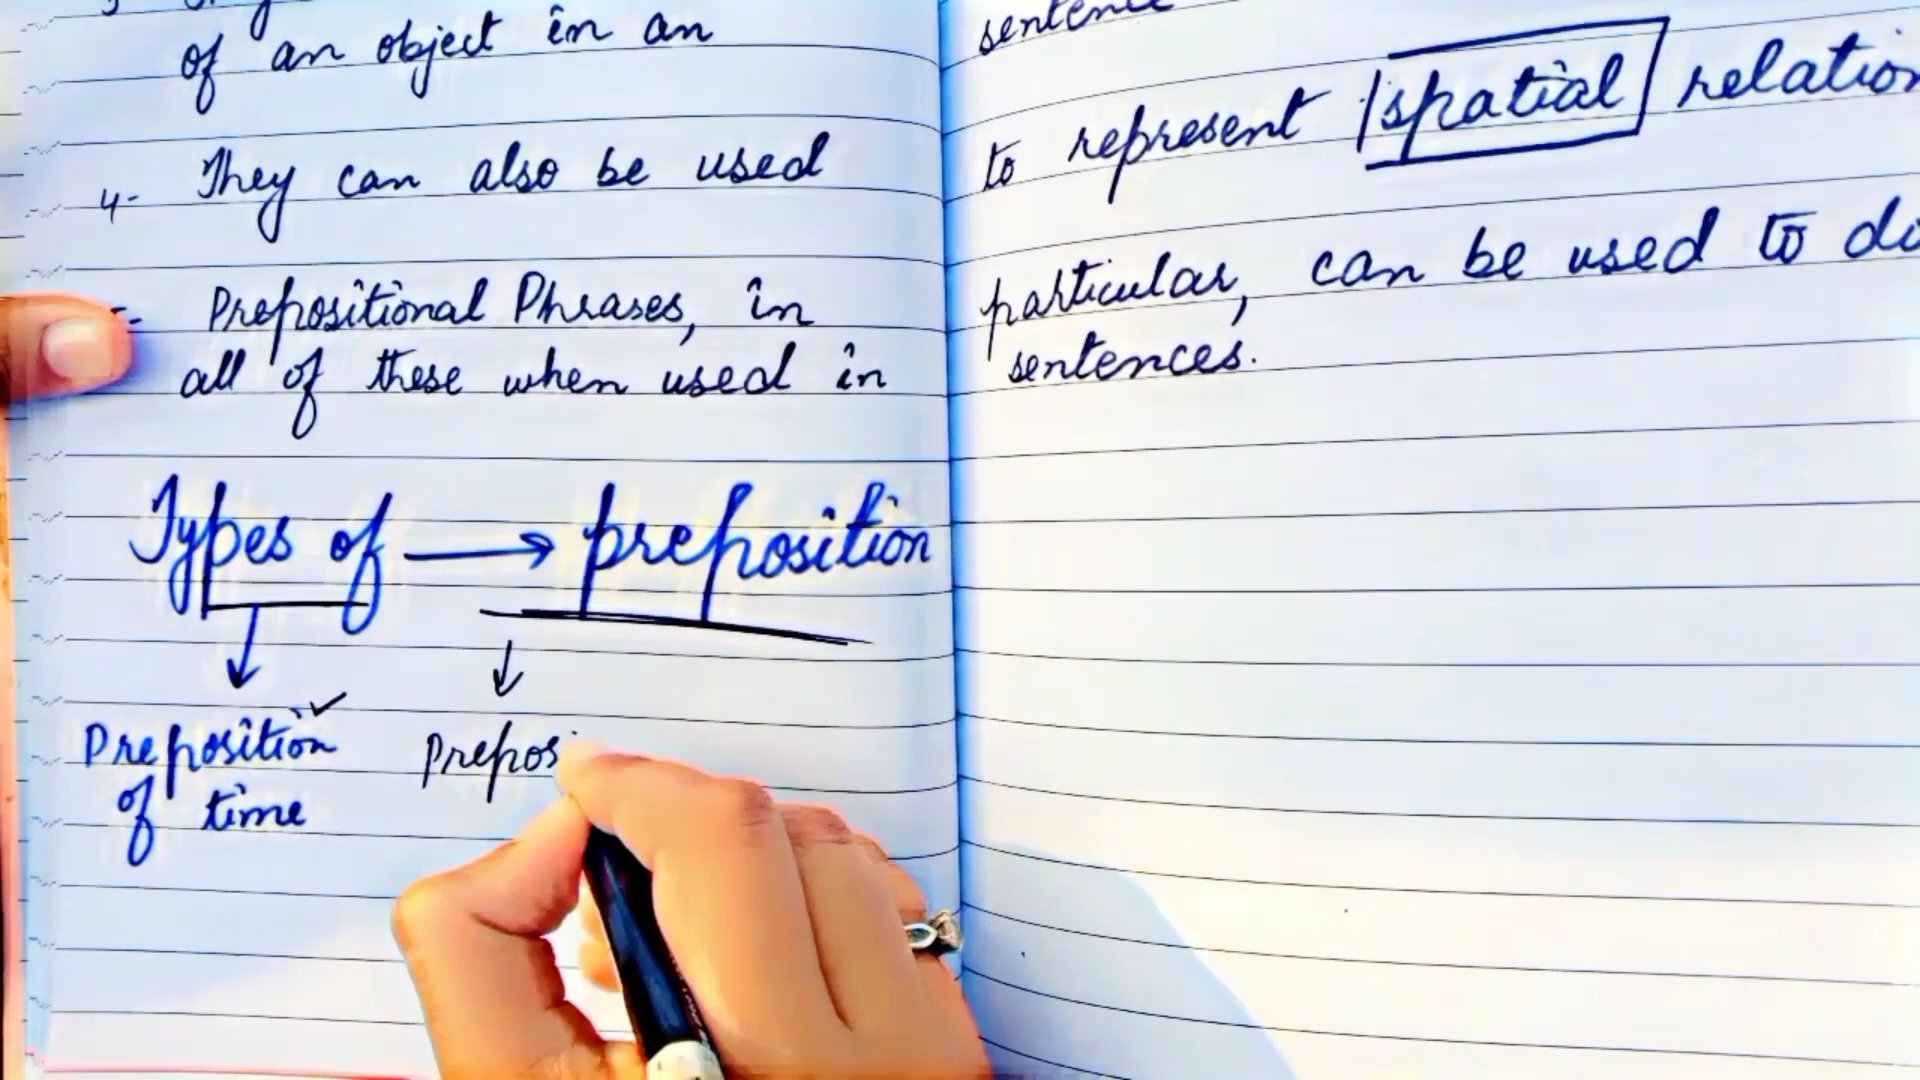 of an object in an
sentence
4- They can also be used
to represent spatial relation
Prepositional Phrases, in
particular, can be used to
all of these when used in
sentences.
Types of → preposition
Preposition
of time
Preposi